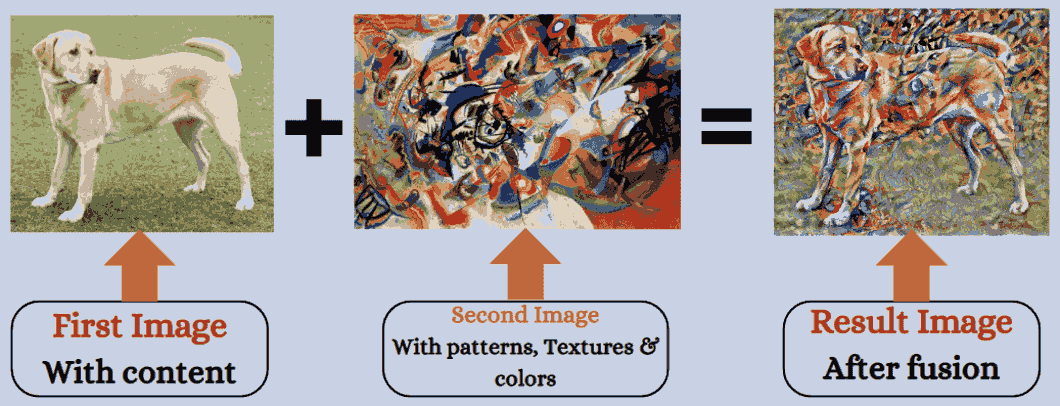 First Image
With content
Second Image
With patterns, Textures &
colors
Result Image
After fusion